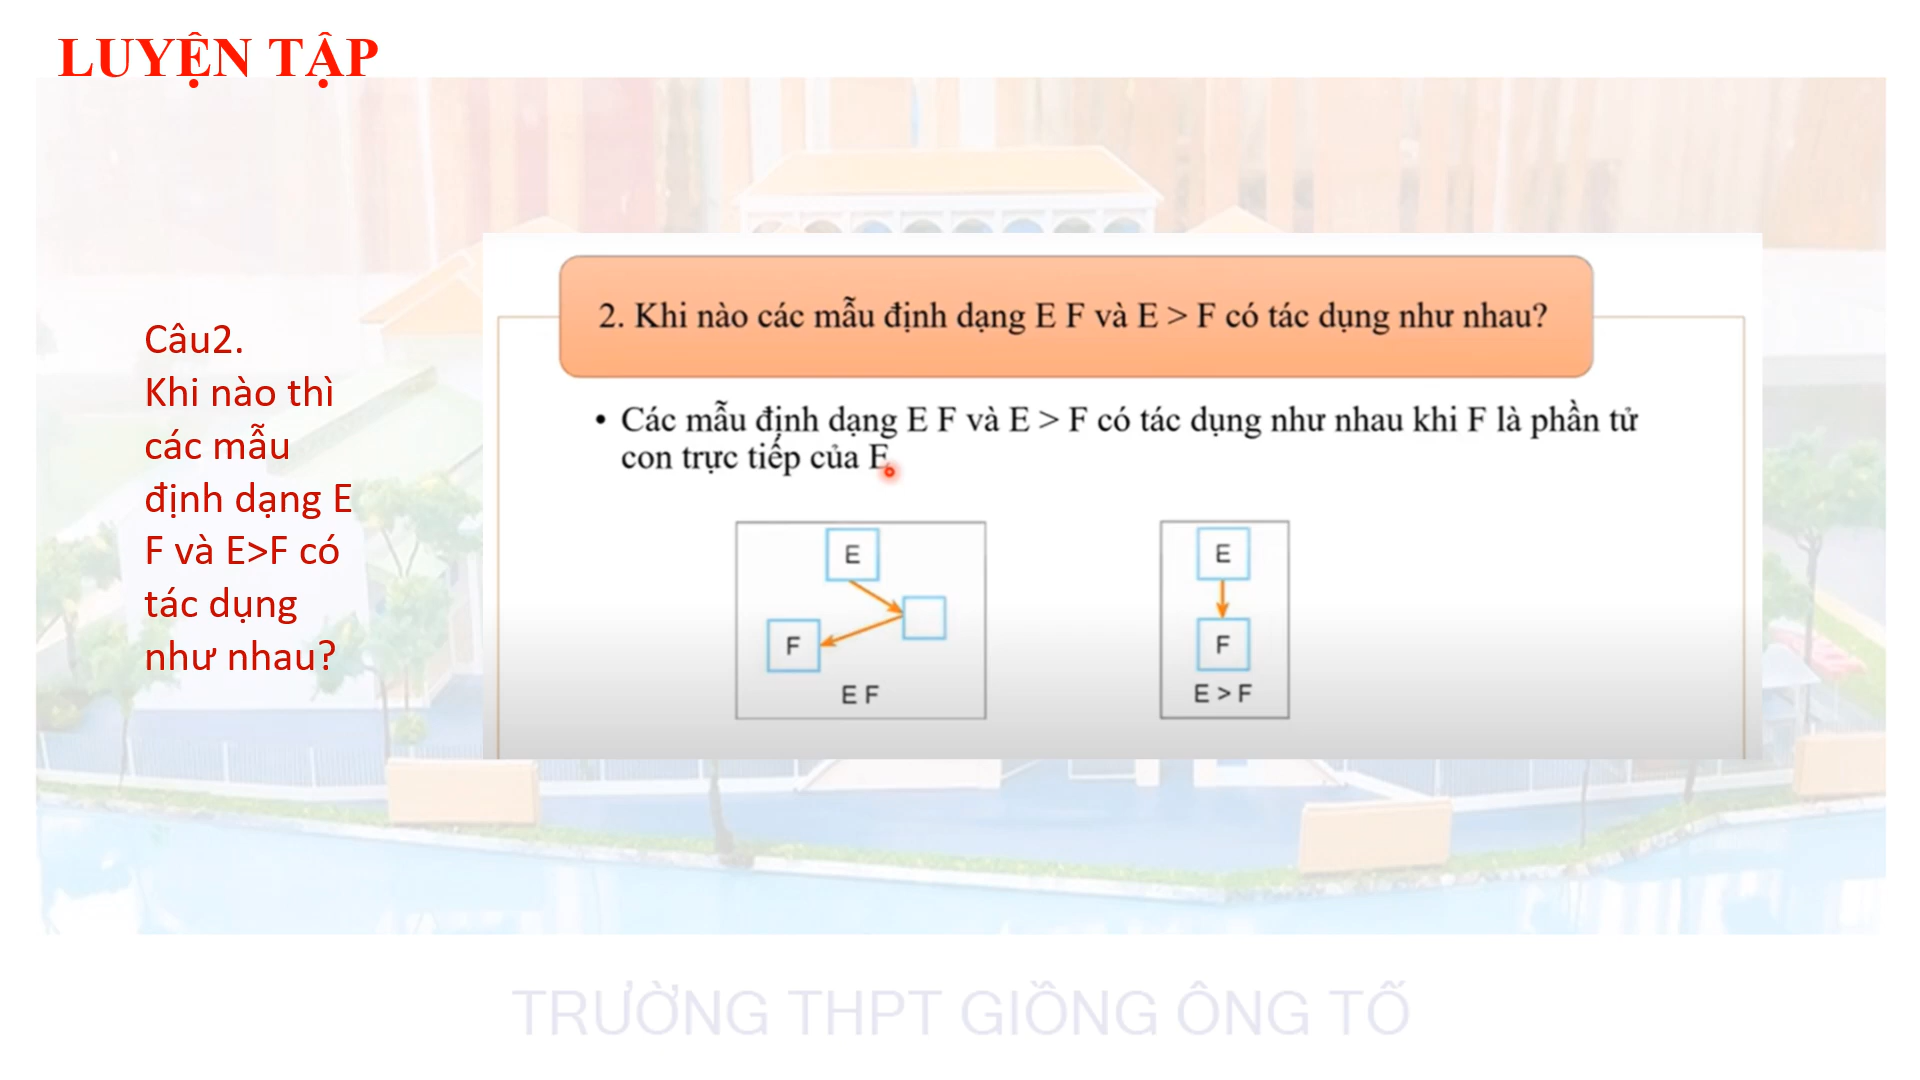 LUYỆN TẬP
Câu2.
Khi nào thì
các mẫu
định dạng E
F và E>F có
tác dụng
như nhau?
2. Khi nào các mẫu định dạng E F và E > F có tác dụng như nhau?
• Các mẫu định dạng E F và E > F có tác dụng như nhau khi F là phần tử
con trực tiếp của E.
E
F
E F
E
F
E > F
TRƯỜNG THPT GIỒNG ÔNG TỐ